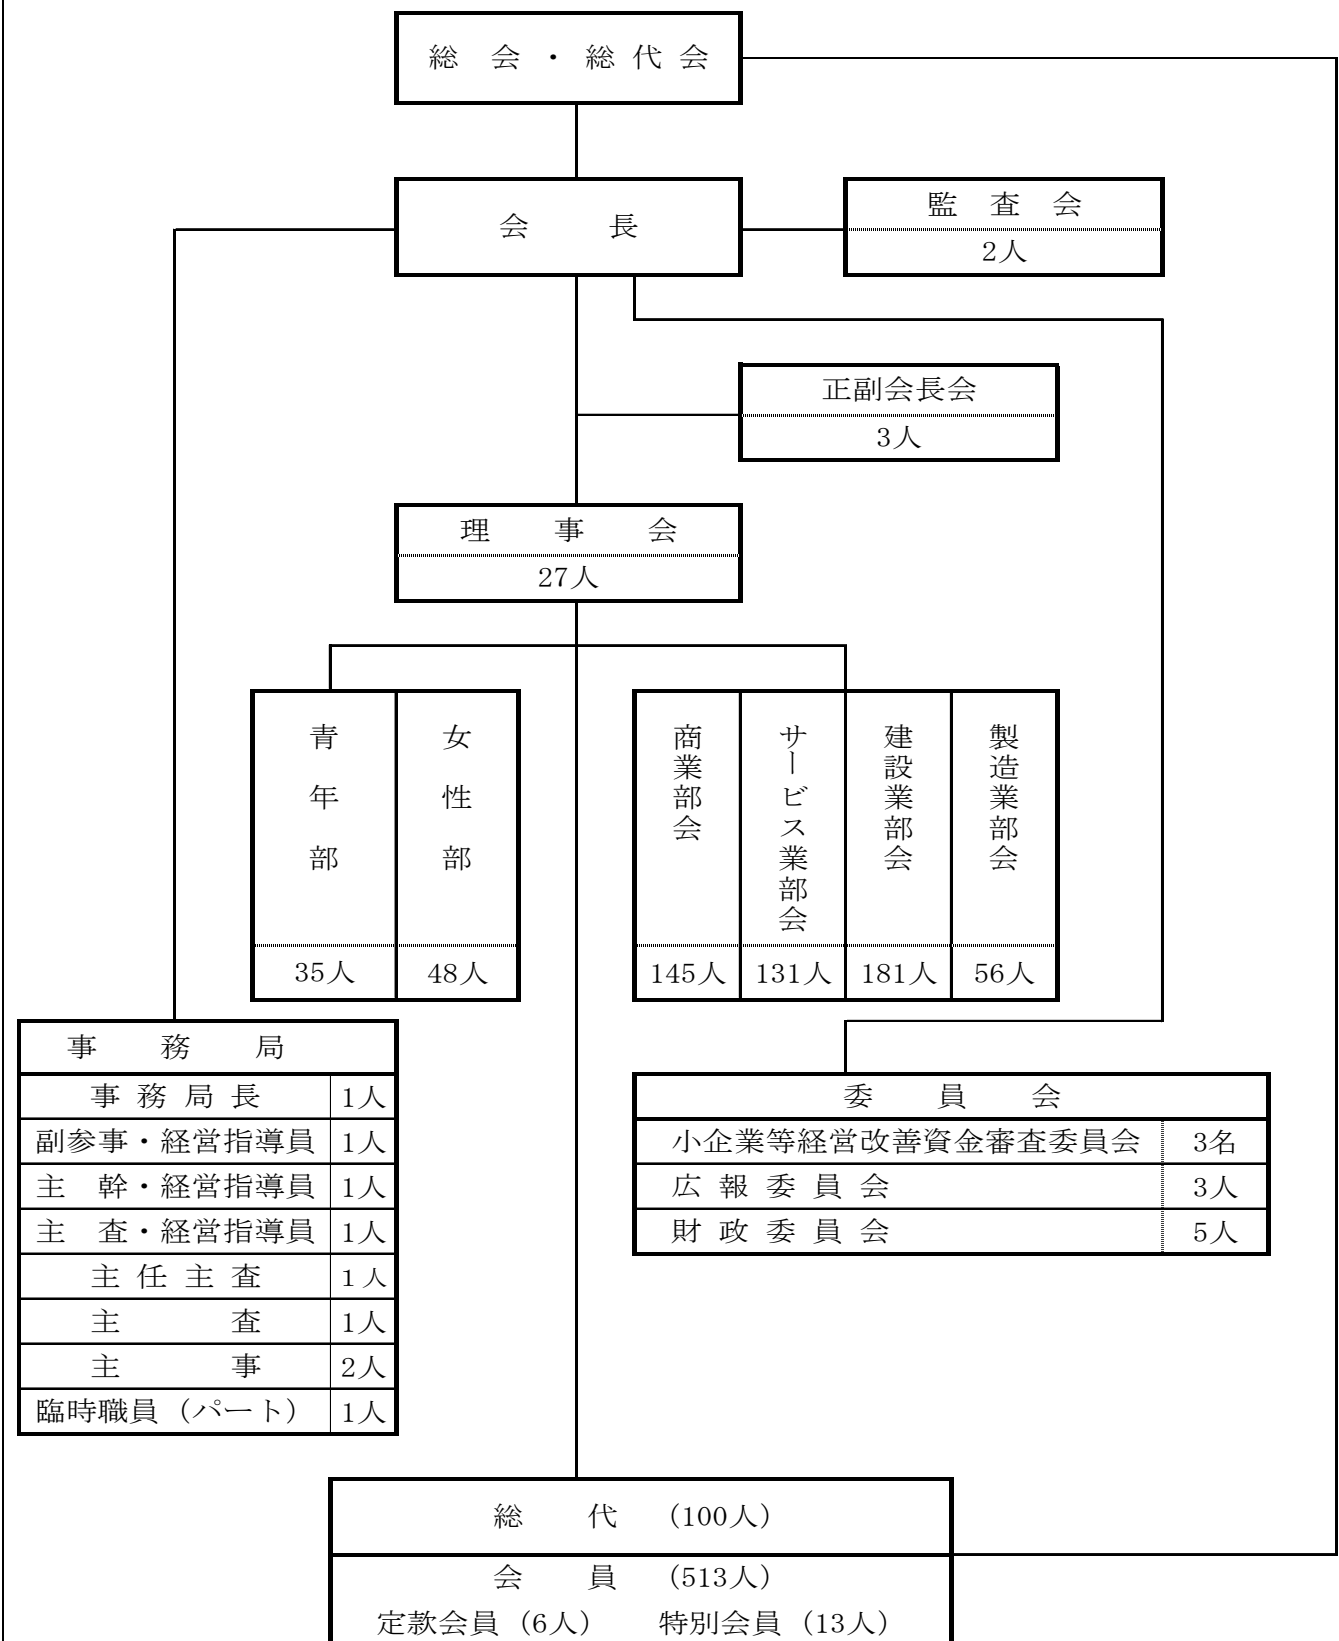 総会・総代会
会長
監査会
2人
正副会長会
3人
理事会
27人
青年部
35人
女性部
48人
商業部会
145人
サービス業部会
131人
建設業部会
181人
製造業部会
56人
事務局
事務局長 1人
副参事・経営指導員 1人
主幹・経営指導員 1人
主査・経営指導員 1人
主任主査 1人
主査 1人
主事 2人
臨時職員（パート） 1人
委員会
小企業等経営改善資金審査委員会 3名
広報委員会 3人
財政委員会 5人
総代 （100人）
会員 （513人）
定款会員（6人） 特別会員（13人）